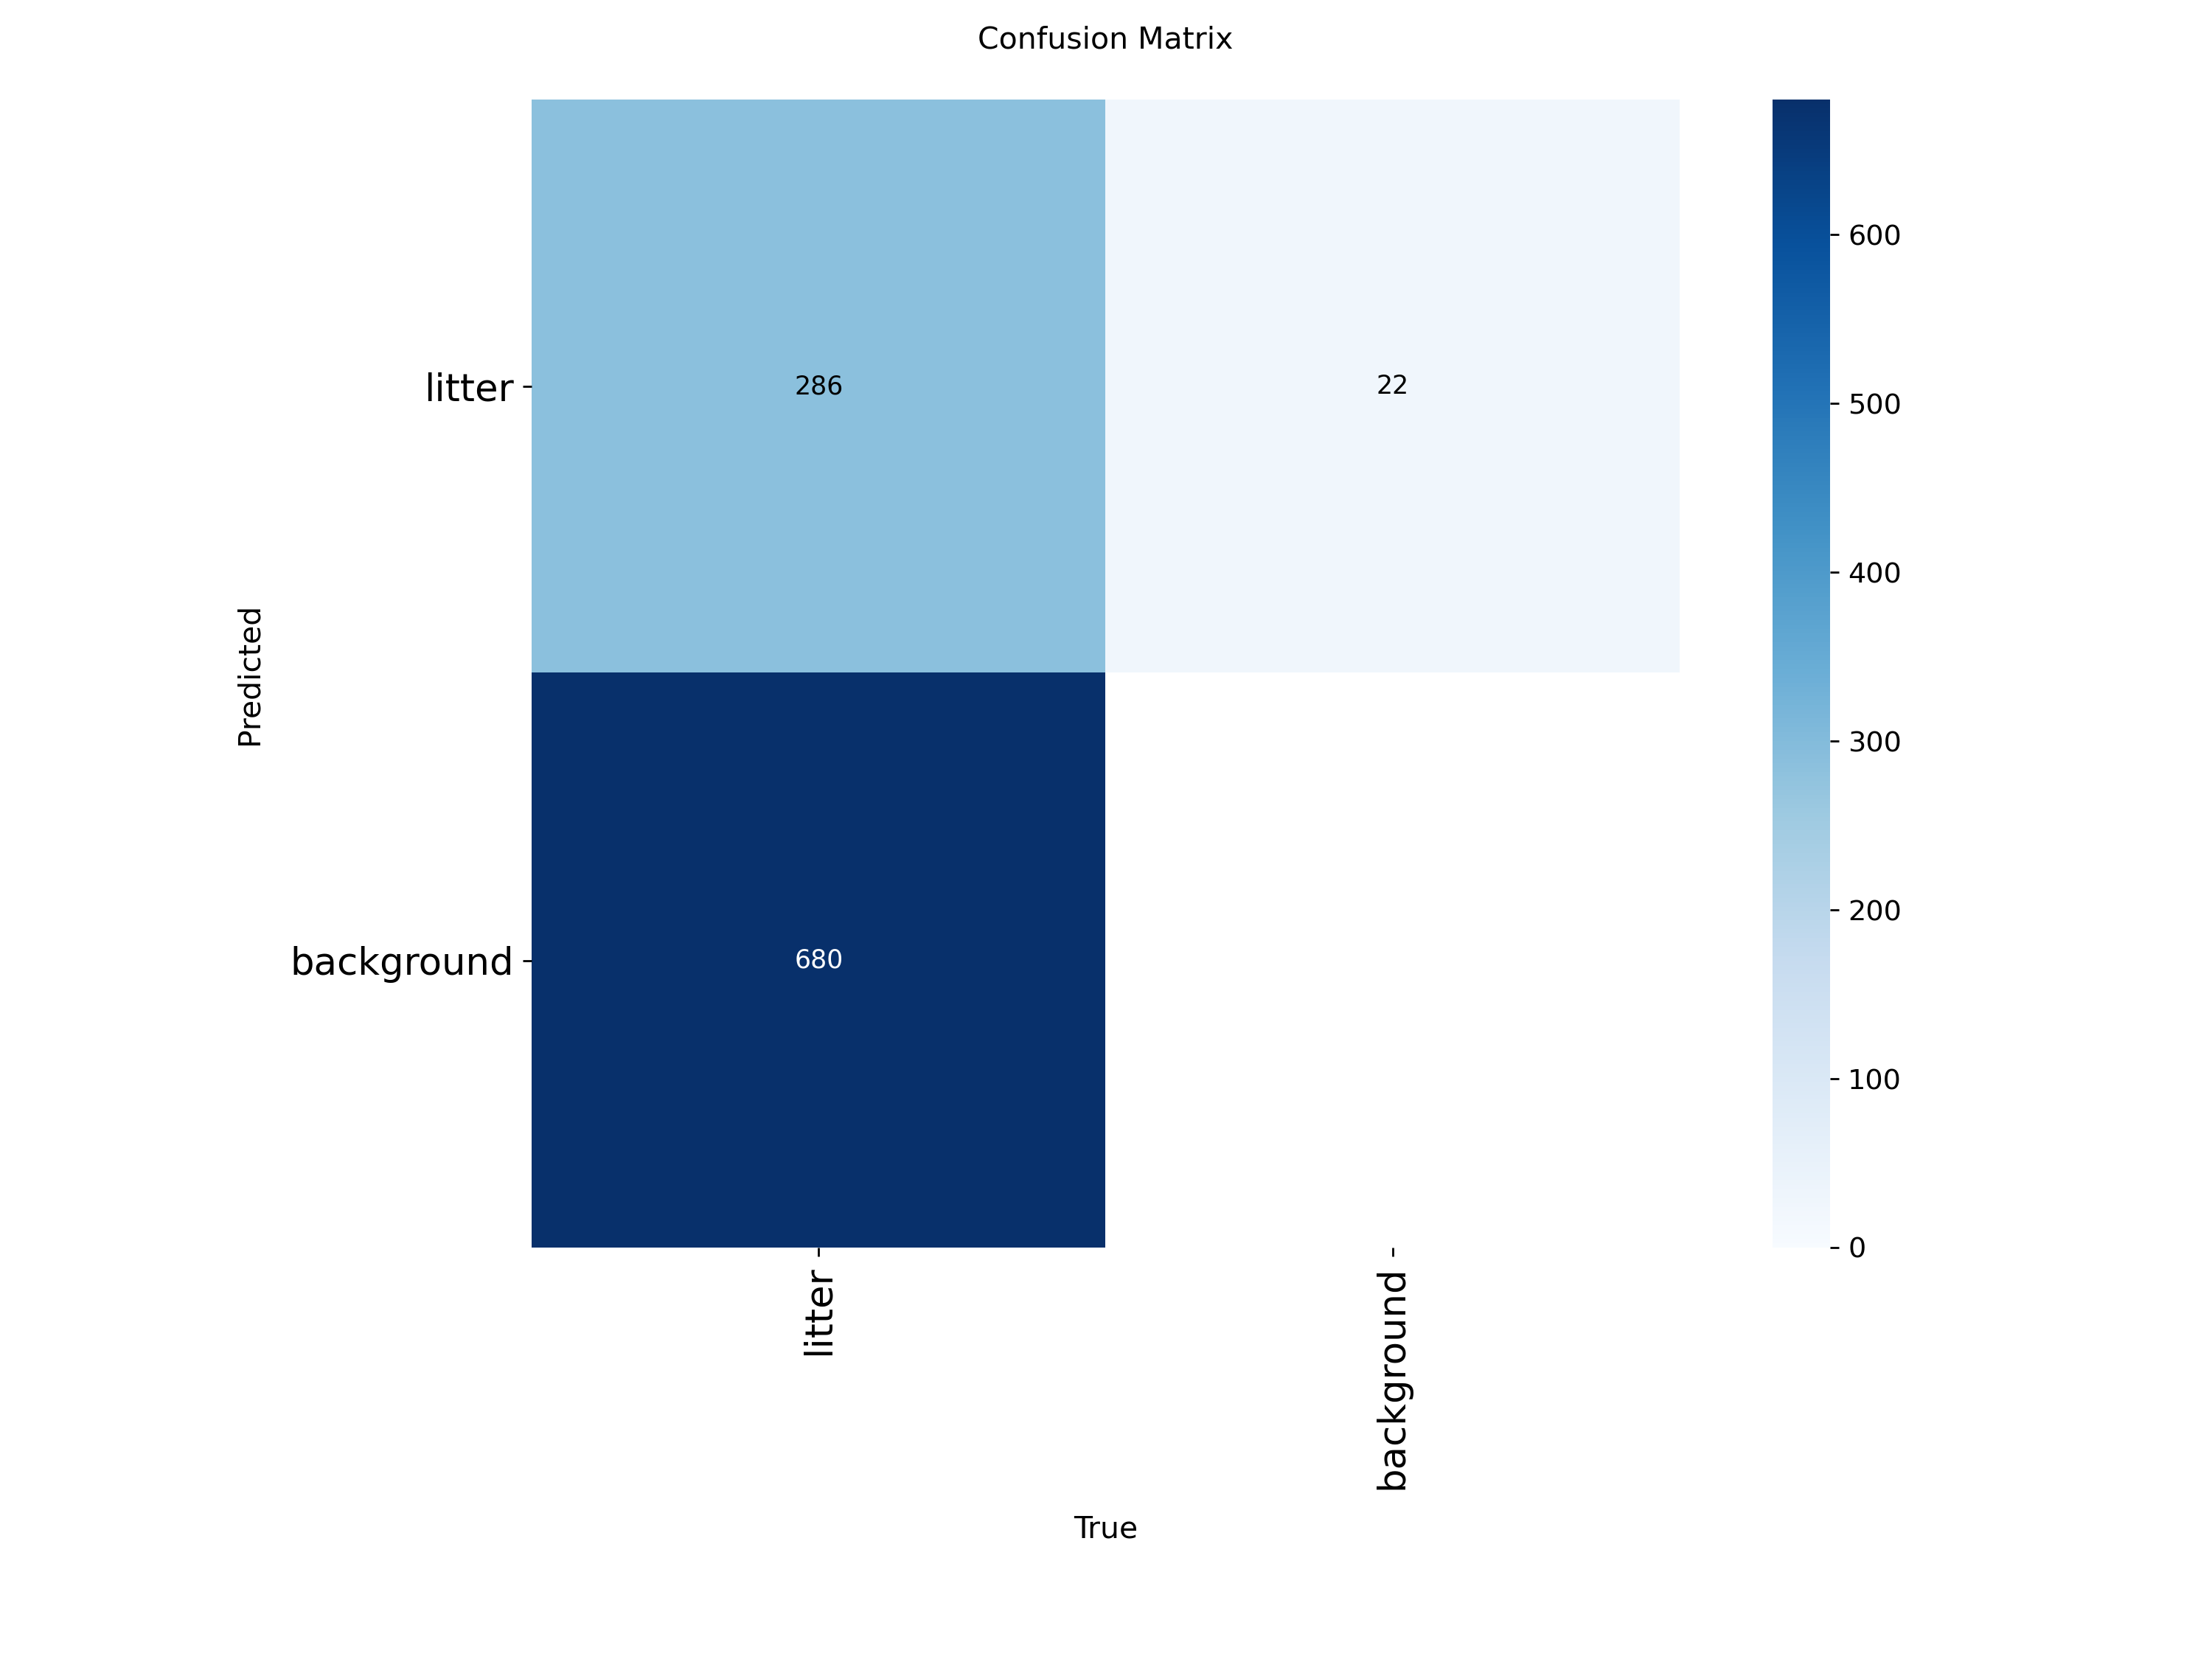 Confusion Matrix
Predicted
litter
286
22
background
680
litter
background
True
600
500
400
300
200
100
0